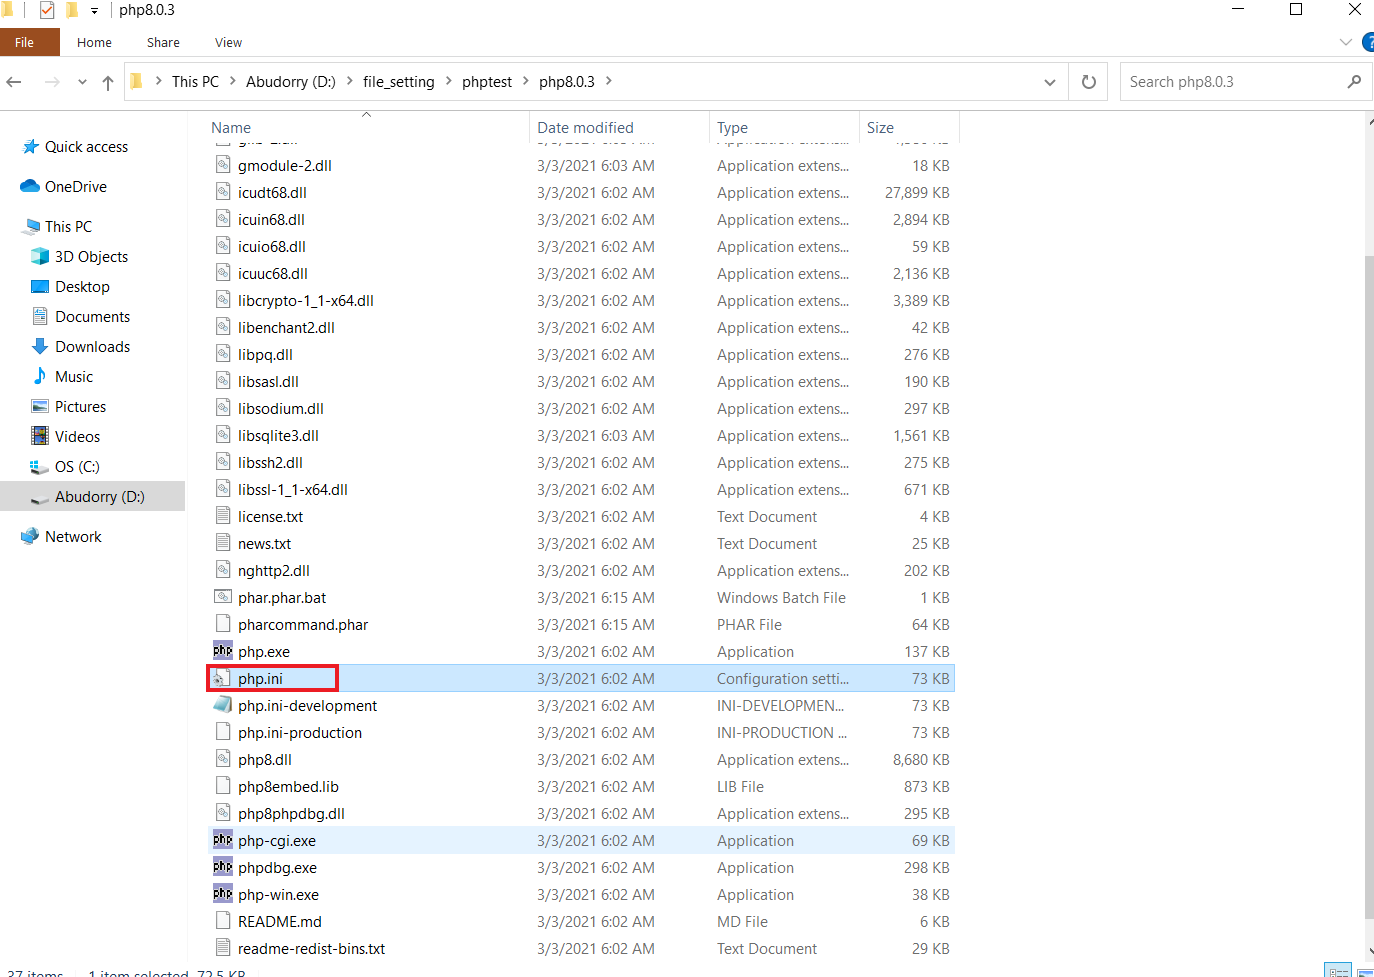 php8.0.3
File Home Share View
This PC Abudorry (D:) file_setting phptest php8.0.3
Search php8.0.3
Quick access
OneDrive
This PC
3D Objects
Desktop
Documents
Downloads
Music
Pictures
Videos
OS (C:)
Abudorry (D:)
Network
Name Date modified Type Size
gmodule-2.dll 3/3/2021 6:03 AM Application extens... 18 KB
icudt68.dll 3/3/2021 6:02 AM Application extens... 27,899 KB
icuin68.dll 3/3/2021 6:02 AM Application extens... 2,894 KB
icuio68.dll 3/3/2021 6:02 AM Application extens... 59 KB
icuuc68.dll 3/3/2021 6:02 AM Application extens... 2,136 KB
libcrypto-1_1-x64.dll 3/3/2021 6:02 AM Application extens... 3,389 KB
libenchant2.dll 3/3/2021 6:02 AM Application extens... 42 KB
libpq.dll 3/3/2021 6:02 AM Application extens... 276 KB
libsasl.dll 3/3/2021 6:02 AM Application extens... 190 KB
libsodium.dll 3/3/2021 6:02 AM Application extens... 297 KB
libsqlite3.dll 3/3/2021 6:03 AM Application extens... 1,561 KB
libssh2.dll 3/3/2021 6:02 AM Application extens... 275 KB
libssl-1_1-x64.dll 3/3/2021 6:02 AM Application extens... 671 KB
license.txt 3/3/2021 6:02 AM Text Document 4 KB
news.txt 3/3/2021 6:02 AM Text Document 25 KB
nghttp2.dll 3/3/2021 6:02 AM Application extens... 202 KB
phar.phar.bat 3/3/2021 6:15 AM Windows Batch File 1 KB
pharcommand.phar 3/3/2021 6:15 AM PHAR File 64 KB
php php.exe 3/3/2021 6:02 AM Application 137 KB
php.ini 3/3/2021 6:02 AM Configuration setti... 73 KB
php.ini-development 3/3/2021 6:02 AM INI-DEVELOPMEN... 73 KB
php.ini-production 3/3/2021 6:02 AM INI-PRODUCTION ... 73 KB
php8.dll 3/3/2021 6:02 AM Application extens... 8,680 KB
php8embed.lib 3/3/2021 6:02 AM LIB File 873 KB
php8phpdbg.dll 3/3/2021 6:02 AM Application extens... 295 KB
php php-cgi.exe 3/3/2021 6:02 AM Application 69 KB
php phpdbg.exe 3/3/2021 6:02 AM Application 298 KB
php php-win.exe 3/3/2021 6:02 AM Application 38 KB
README.md 3/3/2021 6:02 AM MD File 6 KB
readme-redist-bins.txt 3/3/2021 6:02 AM Text Document 29 KB
37 items 1 item selected 72.5 KB